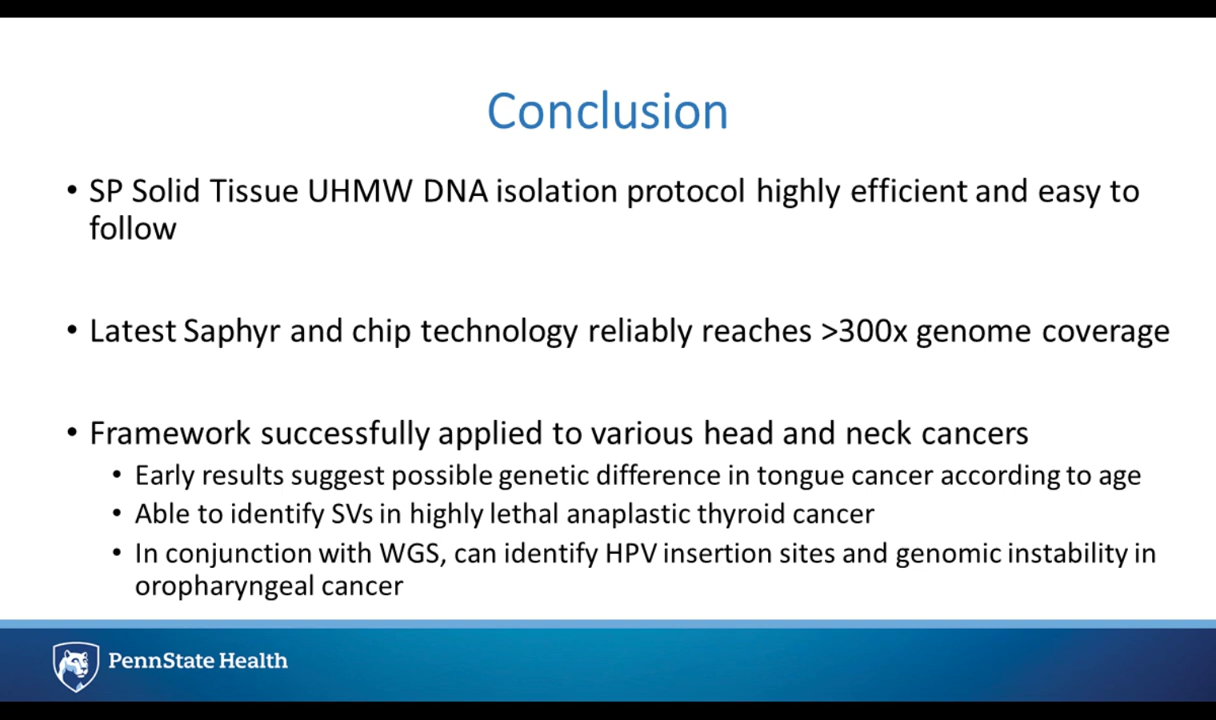 Conclusion
• SP Solid Tissue UHMW DNA isolation protocol highly efficient and easy to
follow
• Latest Saphyr and chip technology reliably reaches >300x genome coverage
• Framework successfully applied to various head and neck cancers
• Early results suggest possible genetic difference in tongue cancer according to age
• Able to identify SVs in highly lethal anaplastic thyroid cancer
• In conjunction with WGS, can identify HPV insertion sites and genomic instability in
oropharyngeal cancer
PennState Health